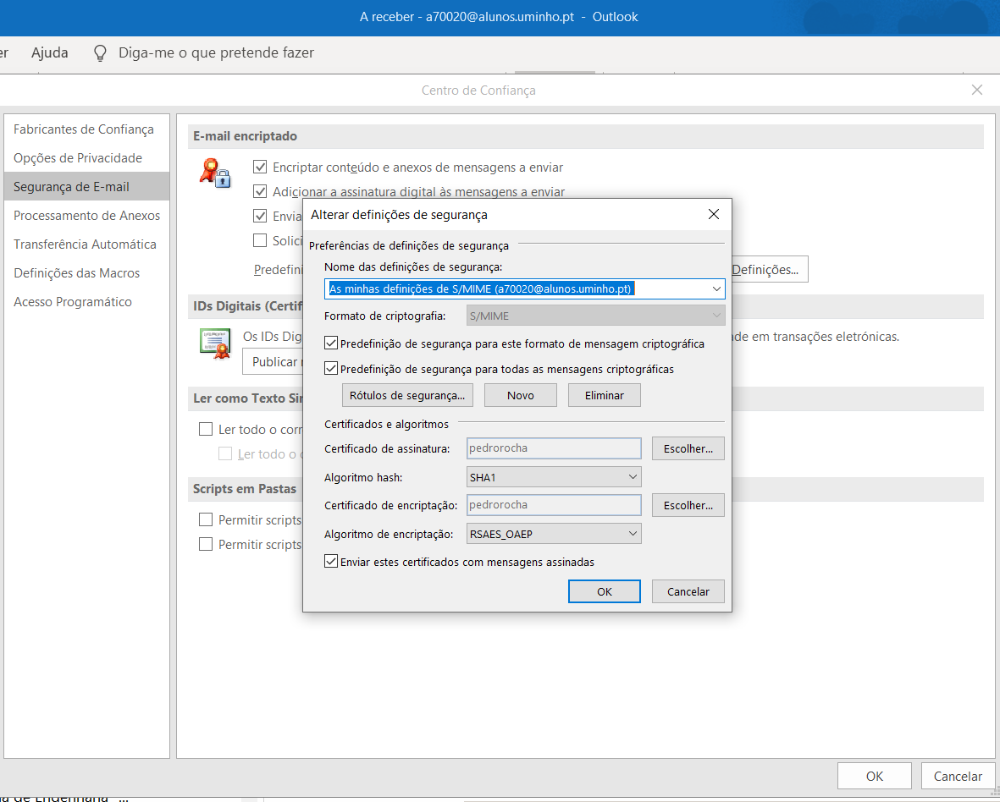 A receber - a70020@alunos.uminho.pt - Outlook
er Ajuda Diga-me o que pretende fazer
Centro de Confiança
Fabricantes de Confiança
Opções de Privacidade
Segurança de E-mail
Processamento de Anexos
Transferência Automática
Definições das Macros
Acesso Programático
E-mail encriptado
Encriptar conteúdo e anexos de mensagens a enviar
Adicionar a assinatura digital às mensagens a enviar
Envia
Solici
Predefini
Definições...
IDs Digitais (Certif
Os IDs Dig
ade em transações eletrónicas.
Publicar
Ler como Texto Sir
Ler todo o corr
Ler todo o
Scripts em Pastas
Permitir scripts
Permitir scripts
Alterar definições de segurança
Preferências de definições de segurança
Nome das definições de segurança:
As minhas definições de S/MIME (a70020@alunos.uminho.pt)
Formato de criptografia: S/MIME
Predefinição de segurança para este formato de mensagem criptográfica
Predefinição de segurança para todas as mensagens criptográficas
Rótulos de segurança... Novo Eliminar
Certificados e algoritmos
Certificado de assinatura: pedrorocha Escolher...
Algoritmo hash: SHA1
Certificado de encriptação: pedrorocha Escolher...
Algoritmo de encriptação: RSAES_OAEP
Enviar estes certificados com mensagens assinadas
OK Cancelar
OK Cancelar
de Engenharia ...